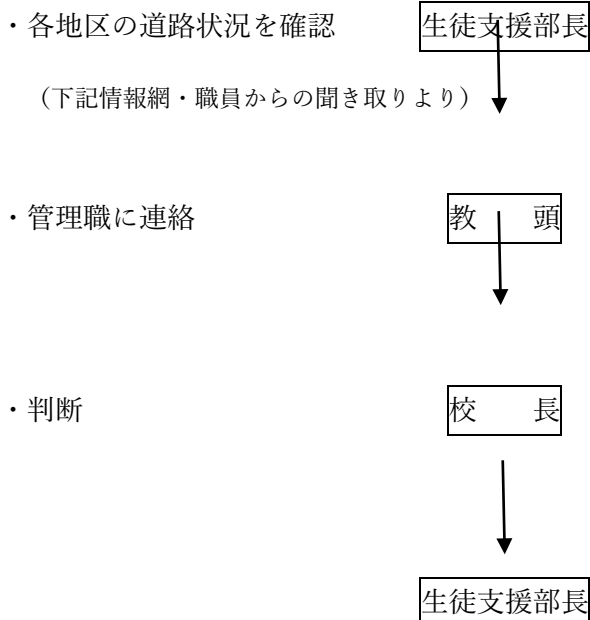 ・各地区の道路状況を確認　　　生徒支援部長
（下記情報網・職員からの聞き取りより）
・管理職に連絡　　　教　　頭
・判断　　　校　　長
生徒支援部長